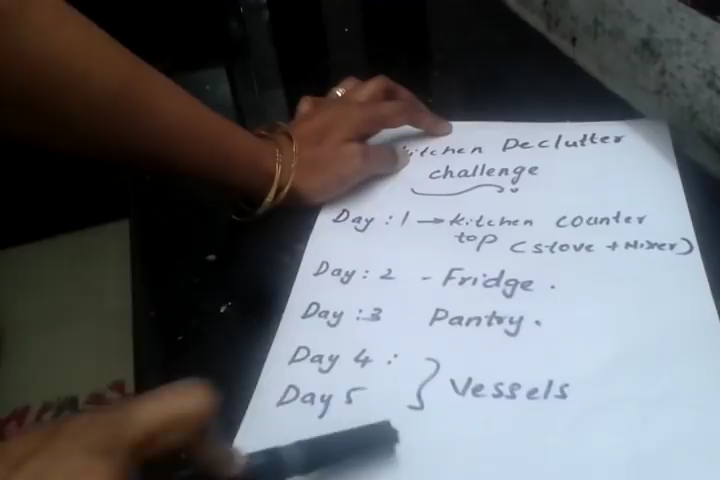 Kitchen Declutter
challenge
Day : 1 → kitchen counter
top (stove + Mixer)
Day : 2 - Fridge .
Day : 3 Pantry .
Day 4 :
Day 5 } Vessels